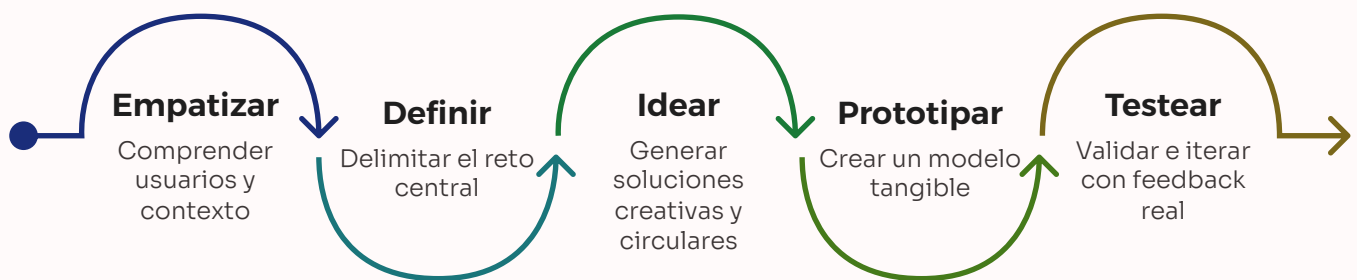 Empatizar
Comprender
usuarios y
contexto
Definir
Delimitar el reto
central
Idear
Generar
soluciones
creativas y
circulares
Prototipar
Crear un modelo
tangible
Testear
Validar e iterar
con feedback
real